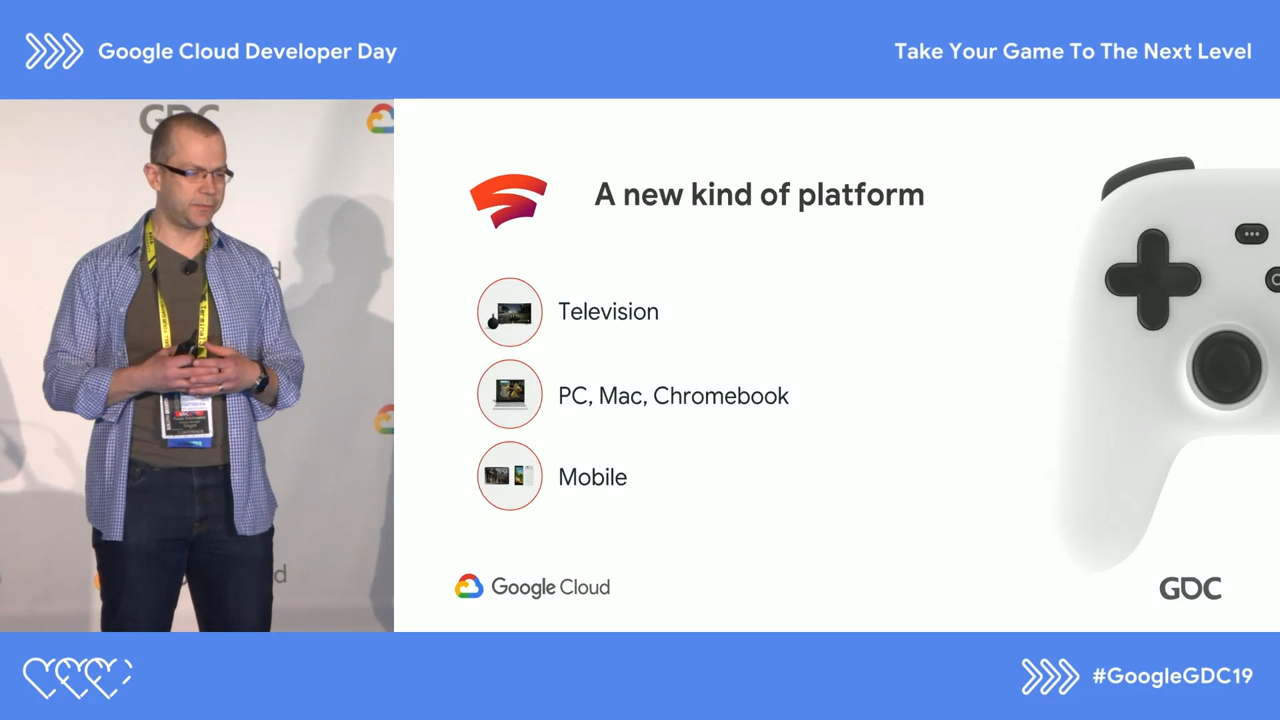 Google Cloud Developer Day
Take Your Game To The Next Level
GDC
A new kind of platform
Television
PC, Mac, Chromebook
Mobile
Google Cloud
GDC
#GoogleGDC19